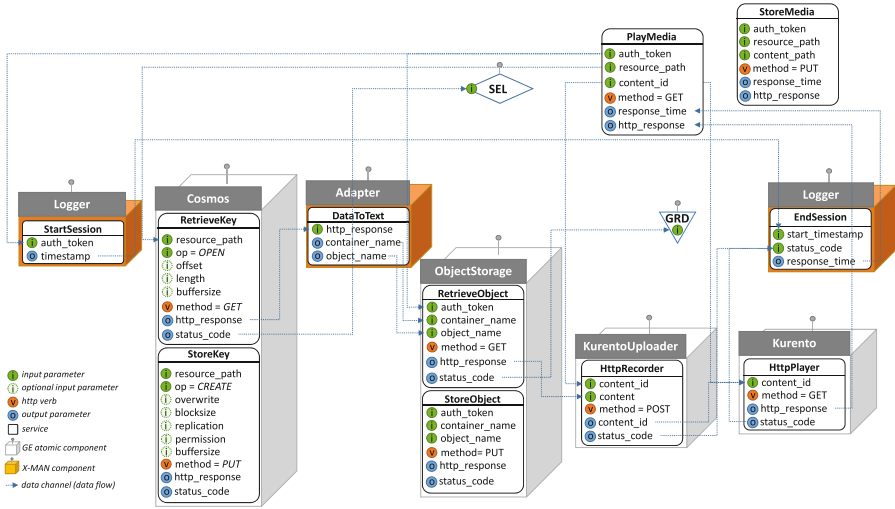 StoreMedia
i auth_token
i resource_path
i content_path
v method = PUT
o response_time
o http_response
PlayMedia
i auth_token
i resource_path
i content_id
v method = GET
o response_time
o http_response
i SEL
GRD
i
Logger
StartSession
i auth_token
o timestamp
Cosmos
RetrieveKey
i resource_path
i op = OPEN
i offset
i length
i buffersize
v method = GET
o http_response
o status_code
StoreKey
i resource_path
i op = CREATE
i overwrite
i blocksize
i replication
i permission
i buffersize
v method = PUT
o http_response
o status_code
Adapter
DataToText
i http_response
o container_name
o object_name
ObjectStorage
RetrieveObject
i auth_token
i container_name
i object_name
v method = GET
o http_response
o status_code
StoreObject
i auth_token
i container_name
i object_name
v method= PUT
o http_response
o status_code
KurentoUploader
HttpRecorder
i content_id
i content
v method = POST
o content_id
o status_code
Kurento
HttpPlayer
i content_id
v method = GET
o http_response
o status_code
Logger
EndSession
i start_timestamp
i status_code
o response_time
i input parameter
i optional input parameter
v http verb
o output parameter
service
GE atomic component
X-MAN component
data channel (data flow)